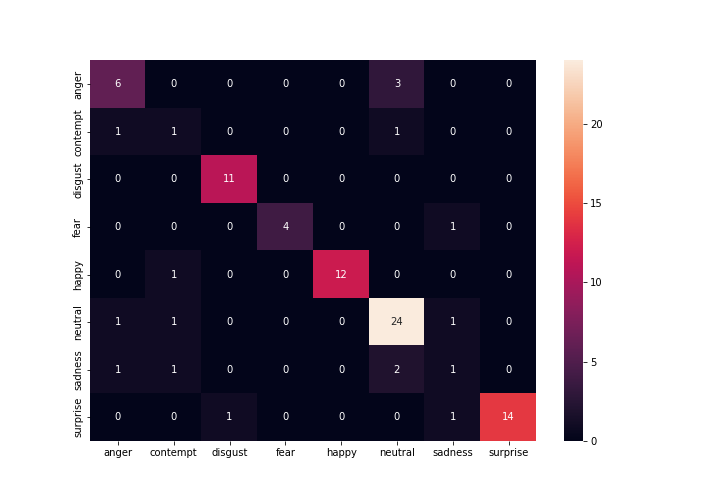 anger 6 0 0 0 0 3 0 0
contempt 1 1 0 0 0 1 0 0
disgust 0 0 11 0 0 0 0 0
fear 0 0 0 4 0 0 1 0
happy 0 1 0 0 12 0 0 0
neutral 1 1 0 0 0 24 1 0
sadness 1 1 0 0 0 2 1 0
surprise 0 0 1 0 0 0 1 14
anger contempt disgust fear happy neutral sadness surprise
20
15
10
5
0